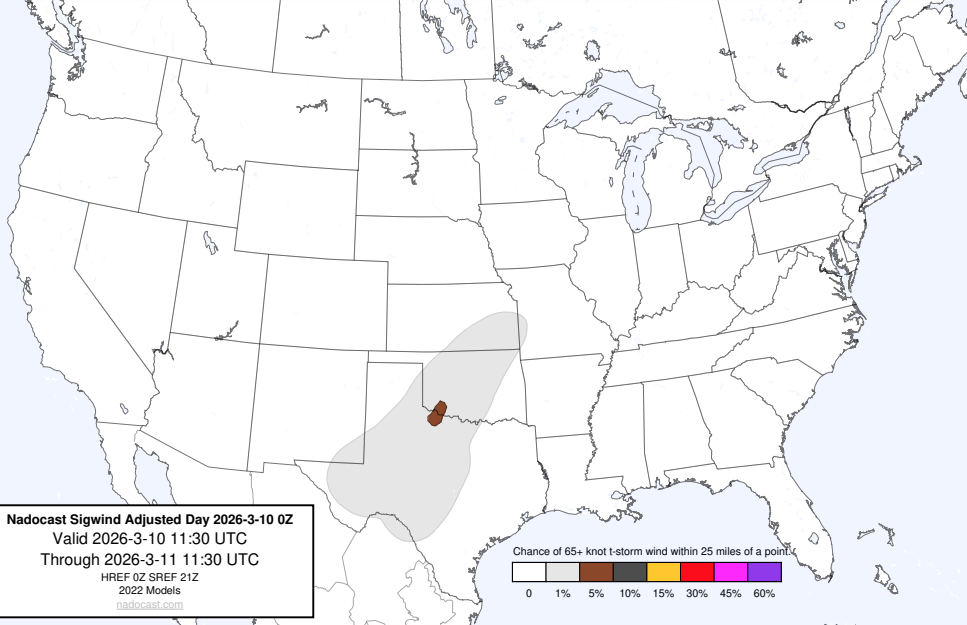 Nadocast Sigwind Adjusted Day 2026-3-10 0Z
Valid 2026-3-10 11:30 UTC
Through 2026-3-11 11:30 UTC
HREF 0Z SREF 21Z
2022 Models
nadocast.com
Chance of 65+ knot t-storm wind within 25 miles of a point.
0 1% 5% 10% 15% 30% 45% 60%